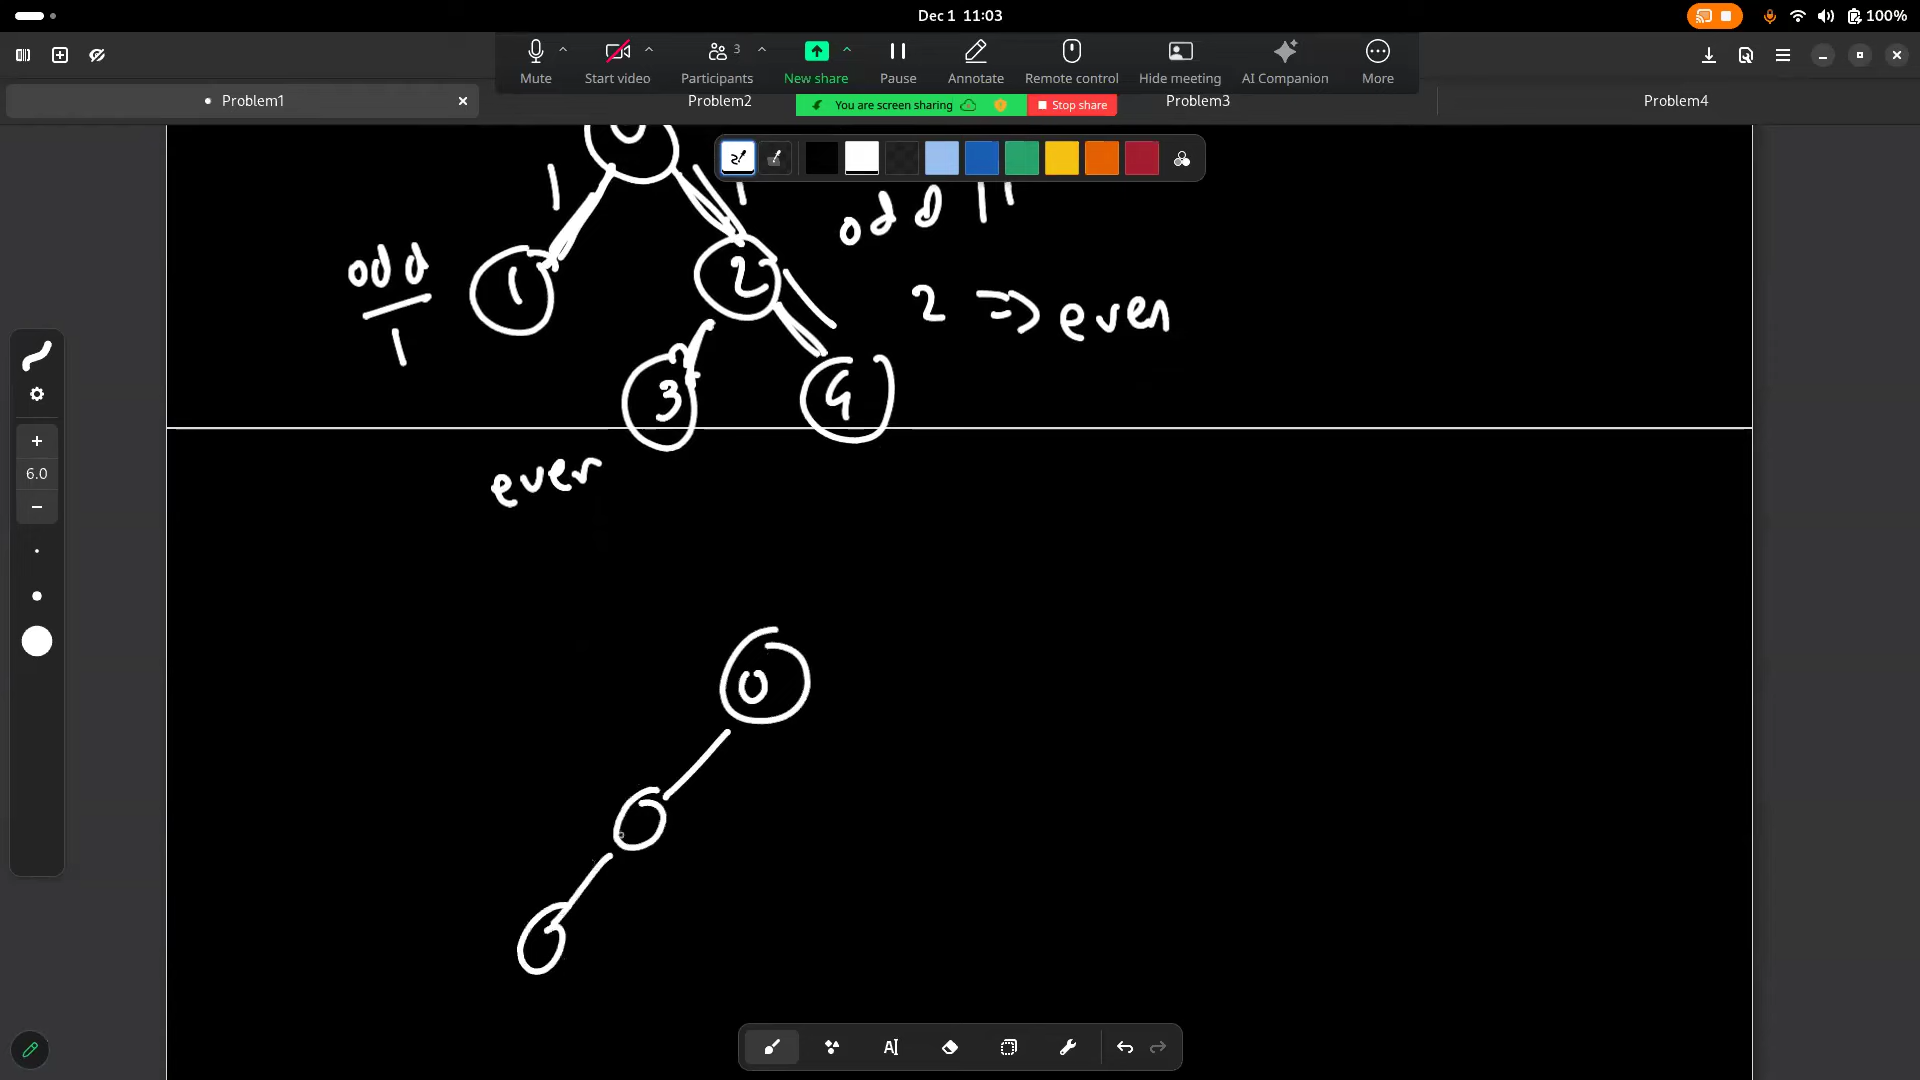 Dec 1 11:03
100%
Mute
Start video
Participants
3
New share
Pause
Annotate
Remote control
Hide meeting
AI Companion
More
Problem1
Problem2
You are screen sharing
Stop share
Problem3
Problem4
0
1
1
odd 11
odd
1
1
2
2 => even
3
4
even
6.0
0